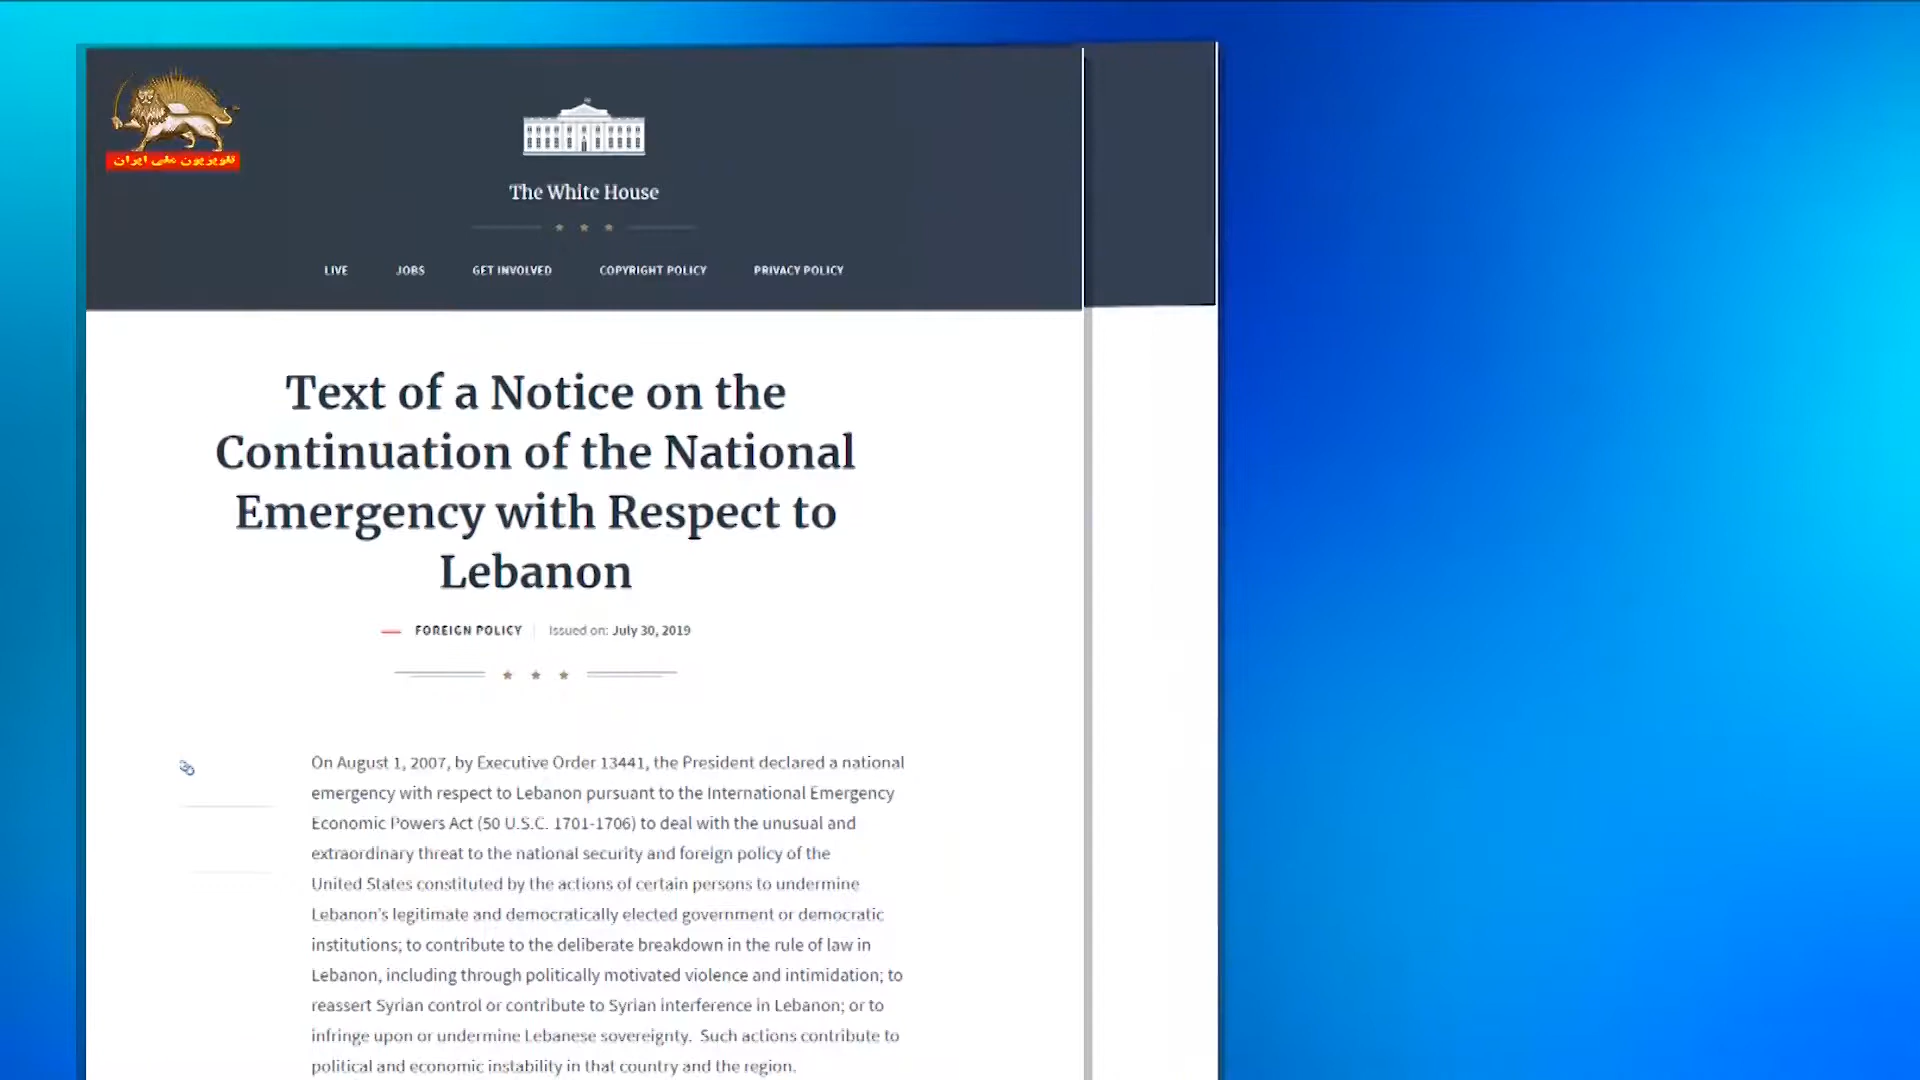 تلویزیون ملی ایران
The White House
LIVE JOBS GET INVOLVED COPYRIGHT POLICY PRIVACY POLICY
Text of a Notice on the
Continuation of the National
Emergency with Respect to
Lebanon
FOREIGN POLICY Issued on: July 30, 2019
On August 1, 2007, by Executive Order 13441, the President declared a national
emergency with respect to Lebanon pursuant to the International Emergency
Economic Powers Act (50 U.S.C. 1701-1706) to deal with the unusual and
extraordinary threat to the national security and foreign policy of the
United States constituted by the actions of certain persons to undermine
Lebanon's legitimate and democratically elected government or democratic
institutions; to contribute to the deliberate breakdown in the rule of law in
Lebanon, including through politically motivated violence and intimidation; to
reassert Syrian control or contribute to Syrian interference in Lebanon; or to
infringe upon or undermine Lebanese sovereignty. Such actions contribute to
political and economic instability in that country and the region.